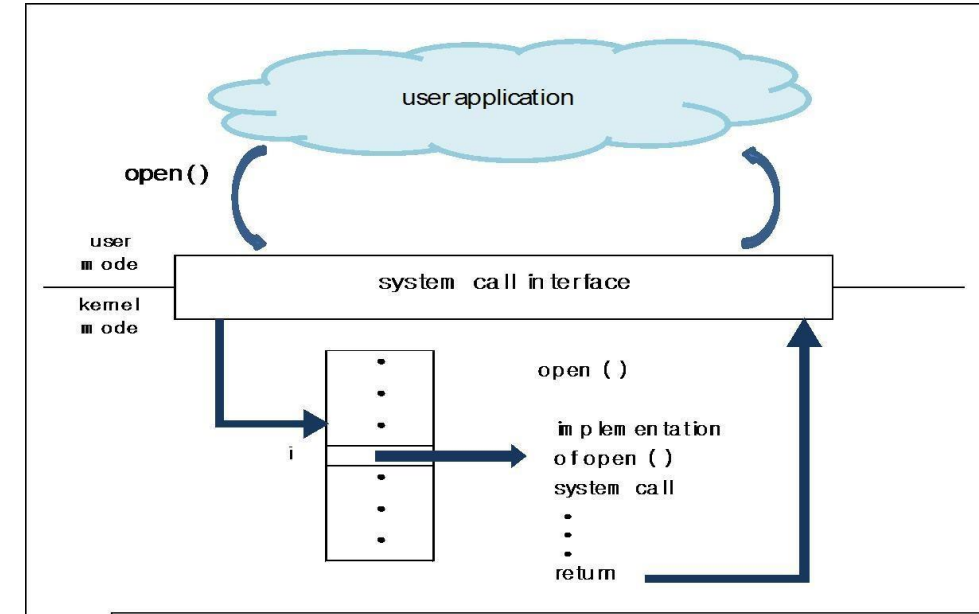 user application
open()
user
mode
system call interface
kernel
mode
open ()
i
implementation
of open ()
system call
return